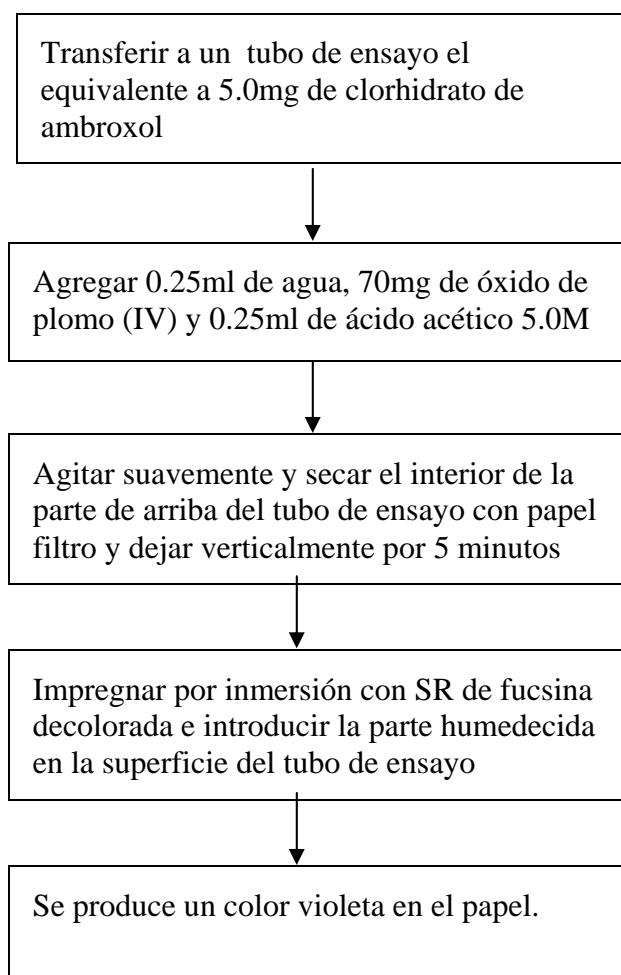 Transferir a un tubo de ensayo el
equivalente a 5.0mg de clorhidrato de
ambroxol
Agregar 0.25ml de agua, 70mg de óxido de
plomo (IV) y 0.25ml de ácido acético 5.0M
Agitar suavemente y secar el interior de la
parte de arriba del tubo de ensayo con papel
filtro y dejar verticalmente por 5 minutos
Impregnar por inmersión con SR de fucsina
decolorada e introducir la parte humedecida
en la superficie del tubo de ensayo
Se produce un color violeta en el papel.